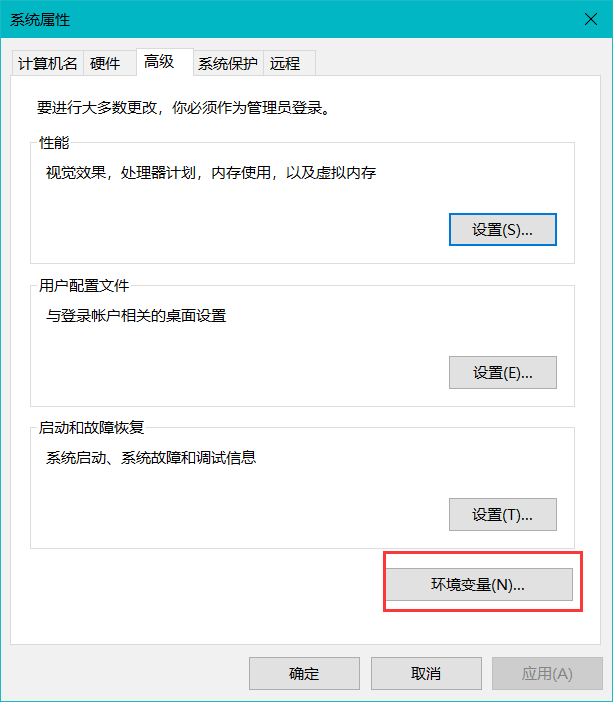 系统属性
计算机名 硬件 高级 系统保护 远程
要进行大多数更改，你必须作为管理员登录。
性能
视觉效果，处理器计划，内存使用，以及虚拟内存
设置(S)...
用户配置文件
与登录帐户相关的桌面设置
设置(E)...
启动和故障恢复
系统启动、系统故障和调试信息
设置(T)...
环境变量(N)...
确定 取消 应用(A)